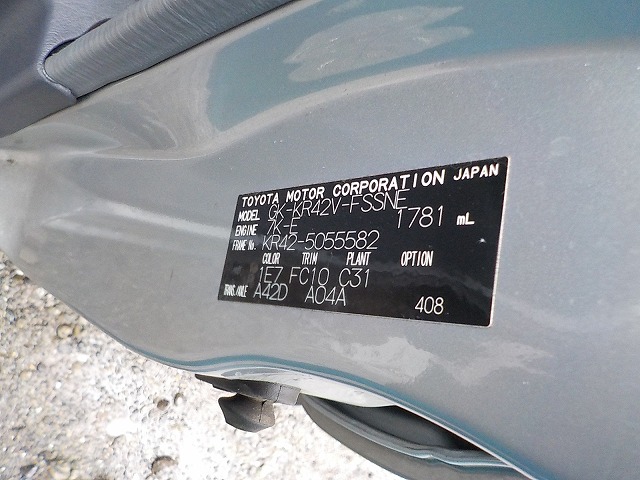 TOYOTA MOTOR CORPORATION JAPAN
MODEL GK-KR42V-FSSNE
ENGINE 7K-E 1781 mL
FRAME No. KR42-5055582
COLOR TRIM PLANT OPTION
1E7 FC10 C31
TRANS./AXLE A42D A04A 408